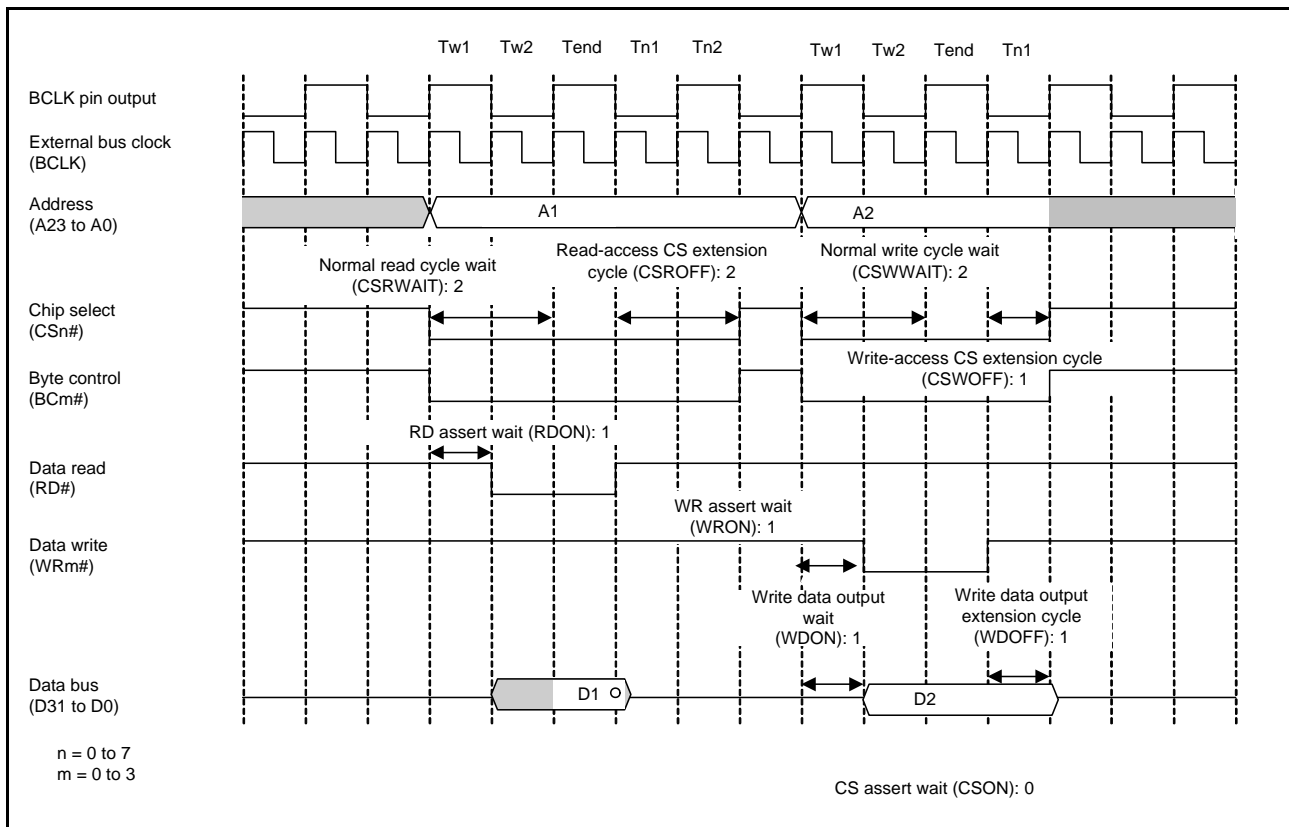 Tw1 Tw2 Tend Tn1 Tn2 Tw1 Tw2 Tend Tn1
BCLK pin output
External bus clock
(BCLK)
Address
(A23 to A0)
A1
A2
Normal read cycle wait
(CSRWAIT): 2
Read-access CS extension
cycle (CSROFF): 2
Normal write cycle wait
(CSWWAIT): 2
Chip select
(CSn#)
Write-access CS extension cycle
(CSWOFF): 1
Byte control
(BCm#)
RD assert wait (RDON): 1
Data read
(RD#)
WR assert wait
(WRON): 1
Data write
(WRm#)
Write data output
wait
(WDON): 1
Write data output
extension cycle
(WDOFF): 1
Data bus
(D31 to D0)
D1
D2
n = 0 to 7
m = 0 to 3
CS assert wait (CSON): 0